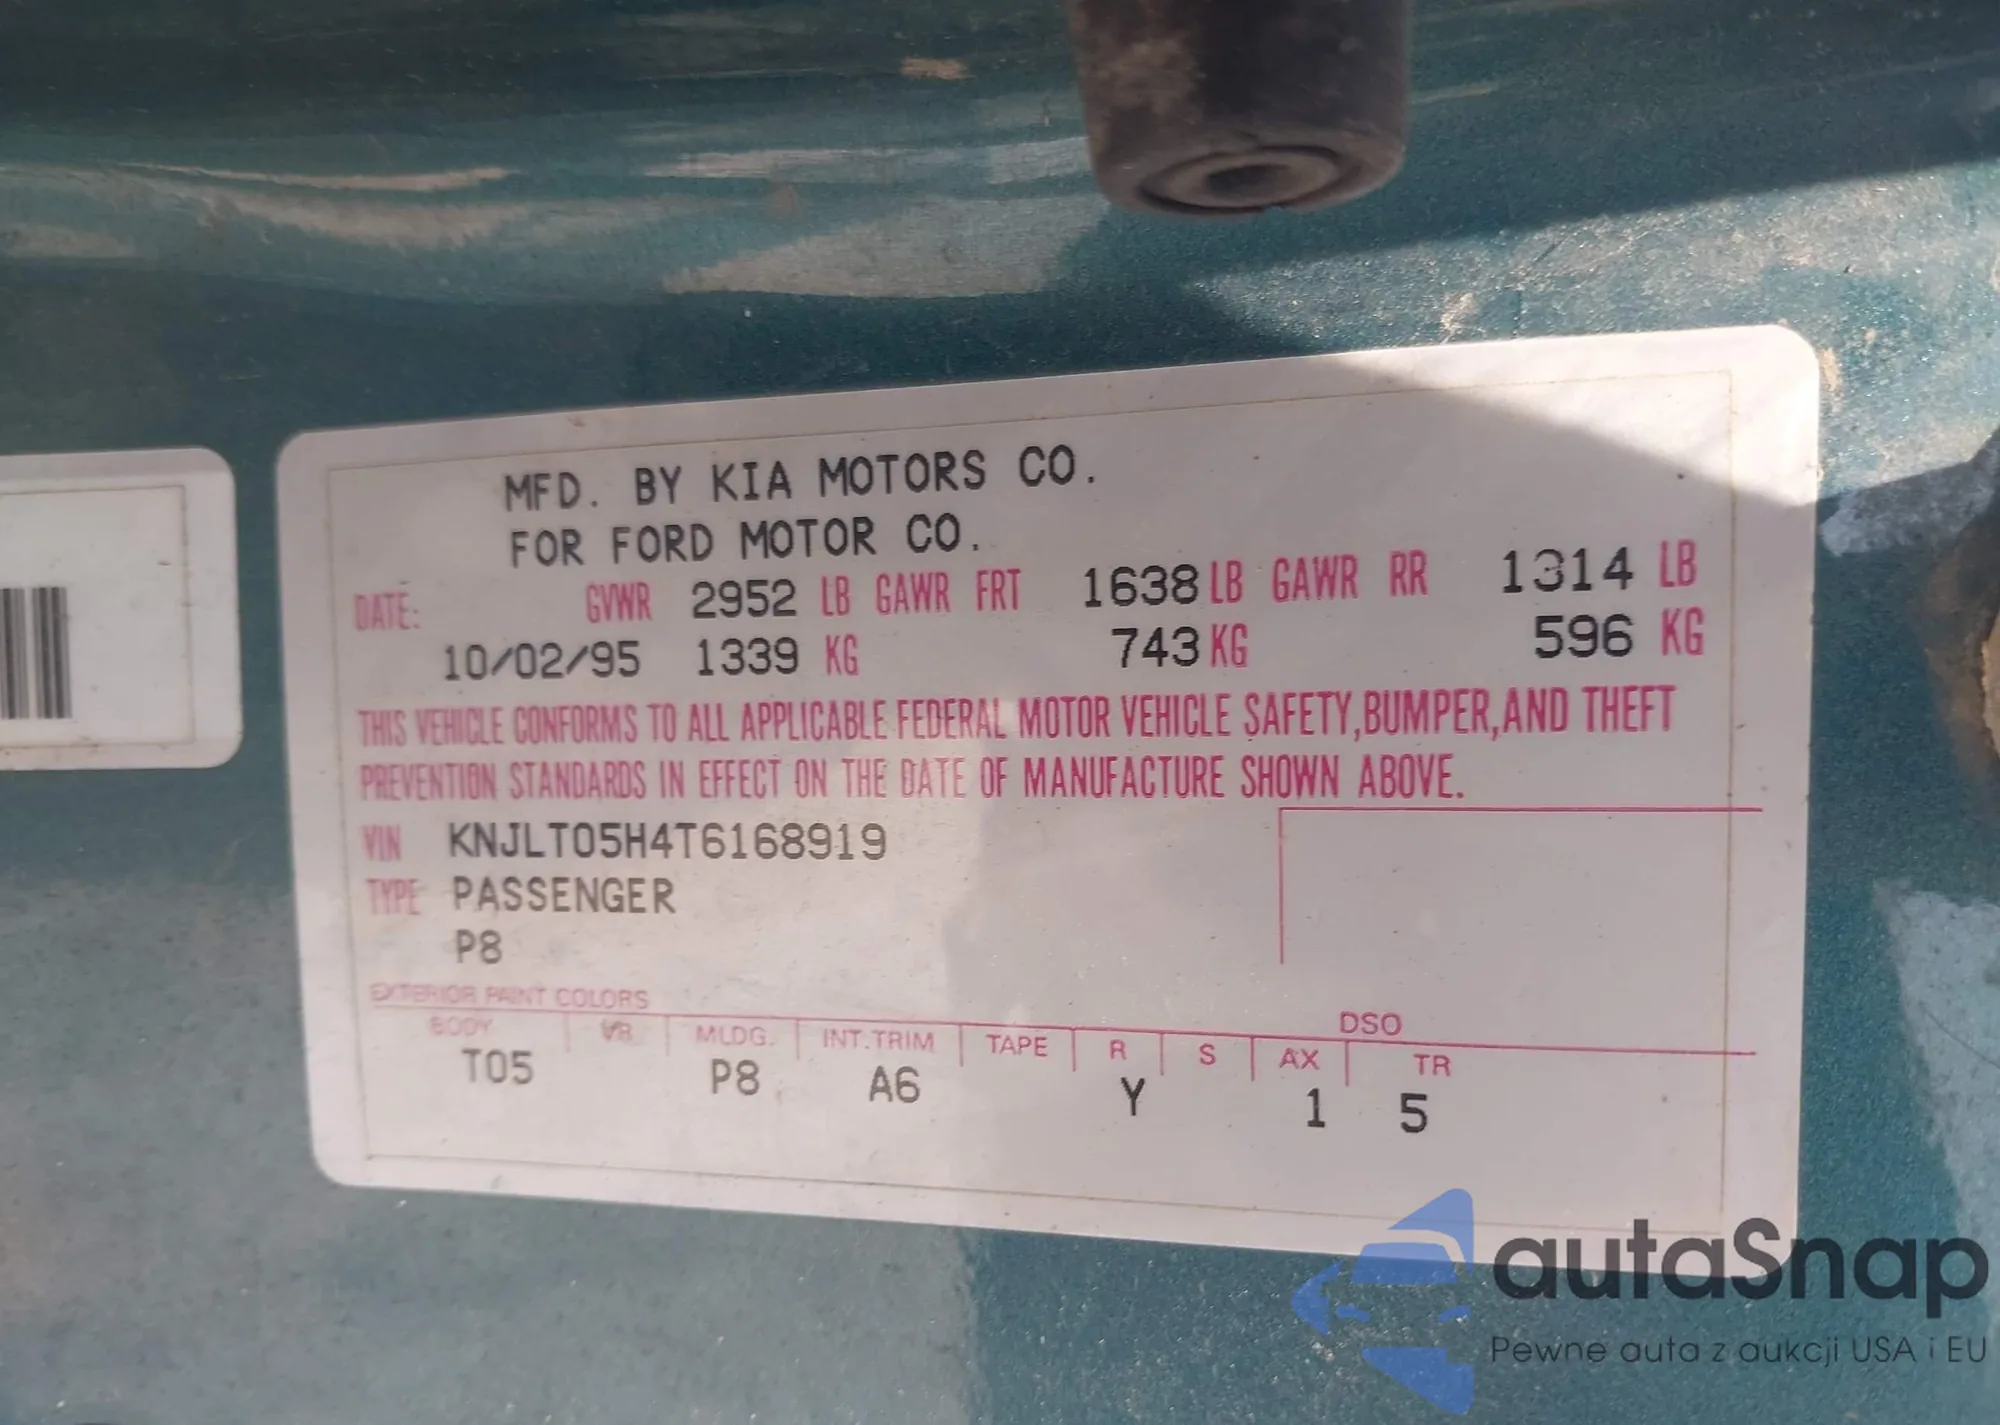 MFD. BY KIA MOTORS CO.
FOR FORD MOTOR CO.
DATE: GVWR 2952 LB GAWR FRT 1638 LB GAWR RR 1314 LB
10/02/95 1339 KG 743 KG 596 KG
THIS VEHICLE CONFORMS TO ALL APPLICABLE FEDERAL MOTOR VEHICLE SAFETY, BUMPER, AND THEFT
PREVENTION STANDARDS IN EFFECT ON THE DATE OF MANUFACTURE SHOWN ABOVE.
VIN KNJLT05H4T6168919
TYPE PASSENGER
P8
EXTERIOR PAINT COLORS DSO
BODY VR MLDG. INT.TRIM TAPE R S AX TR
T05 P8 A6 Y 1 5
autaSnap
Pewne auta z aukcji USA i EU